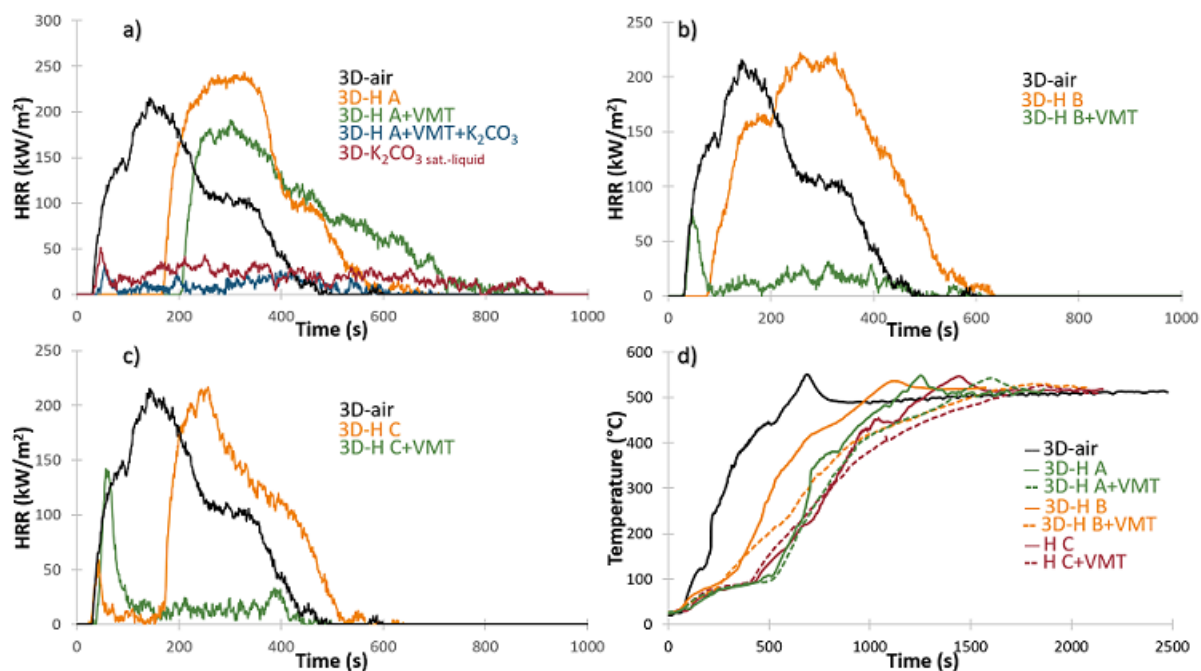 a)
HRR (kW/m²)
300
250
200
150
100
50
0
0 200 400 600 800 1000
Time (s)
3D-air
3D-H A
3D-H A+VMT
3D-H A+VMT+K₂CO₃
3D-K₂CO₃ sat.-liquid
b)
HRR (kW/m²)
250
200
150
100
50
0
0 200 400 600 800 1000
Time (s)
3D-air
3D-H B
3D-H B+VMT
c)
HRR (kW/m²)
250
200
150
100
50
0
0 200 400 600 800 1000
Time (s)
3D-air
3D-H C
3D-H C+VMT
d)
Temperature (°C)
600
500
400
300
200
100
0
0 500 1000 1500 2000 2500
Time (s)
3D-air
3D-H A
3D-H A+VMT
3D-H B
3D-H B+VMT
H C
H C+VMT